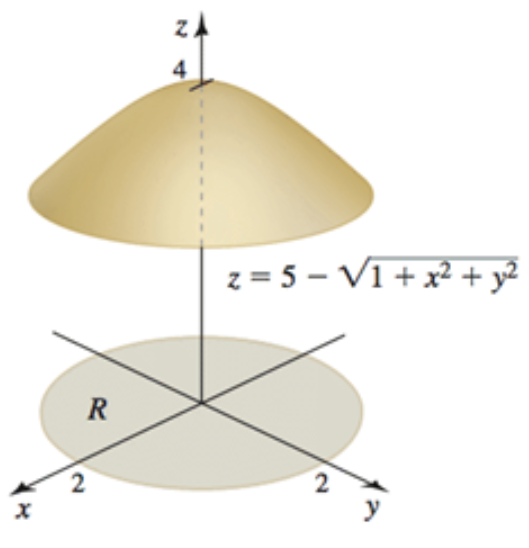 z
4
z = 5 − √1 + x² + y²
R
2
2
x
y